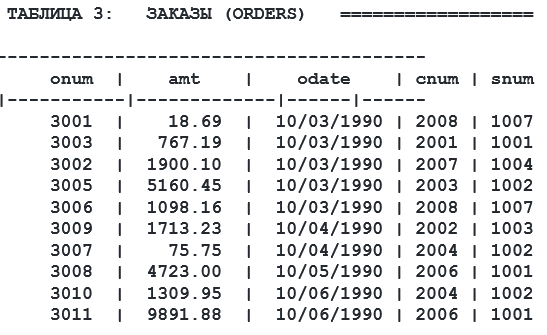 ТАБЛИЦА 3: ЗАКАЗЫ (ORDERS) ==================
----------------------------------------
onum | amt | odate | cnum | snum
|-----------|-------------|------|------
3001 | 18.69 | 10/03/1990 | 2008 | 1007
3003 | 767.19 | 10/03/1990 | 2001 | 1001
3002 | 1900.10 | 10/03/1990 | 2007 | 1004
3005 | 5160.45 | 10/03/1990 | 2003 | 1002
3006 | 1098.16 | 10/03/1990 | 2008 | 1007
3009 | 1713.23 | 10/04/1990 | 2002 | 1003
3007 | 75.75 | 10/04/1990 | 2004 | 1002
3008 | 4723.00 | 10/05/1990 | 2006 | 1001
3010 | 1309.95 | 10/06/1990 | 2004 | 1002
3011 | 9891.88 | 10/06/1990 | 2006 | 1001